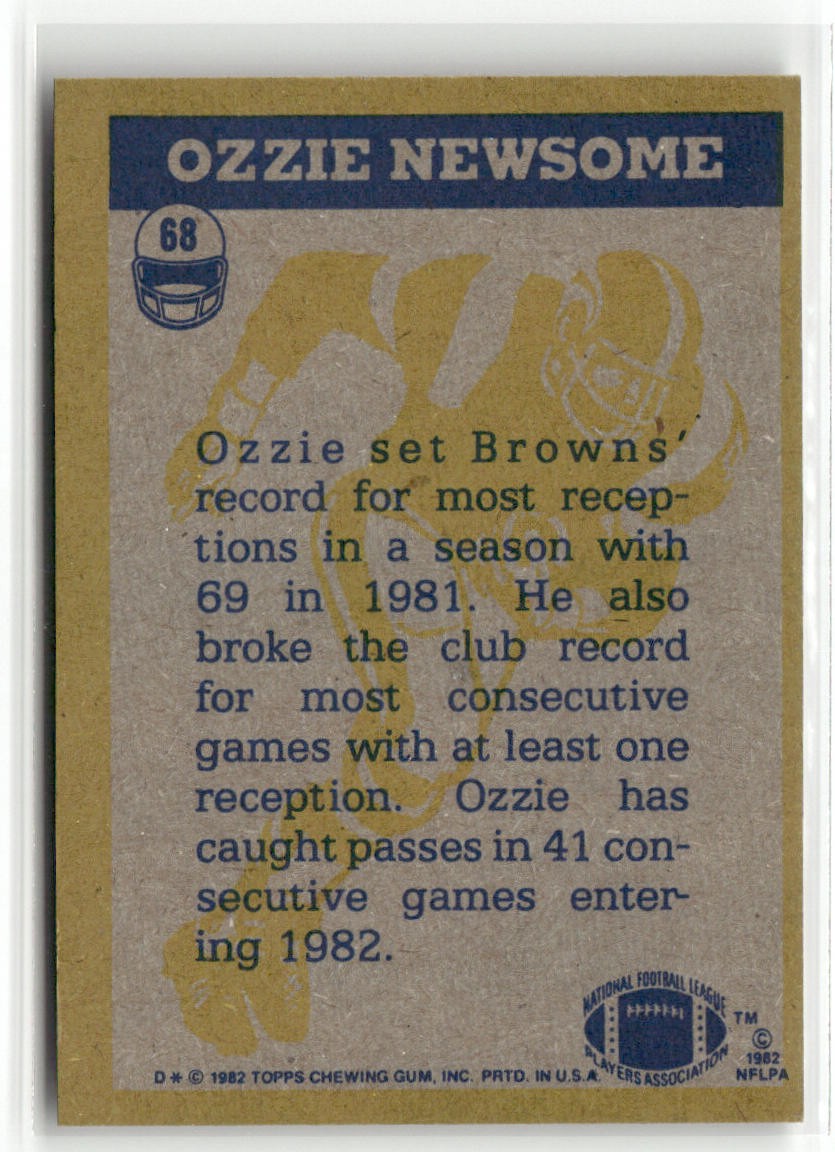 OZZIE NEWSOME
68
Ozzie set Browns'
record for most recep-
tions in a season with
69 in 1981. He also
broke the club record
for most consecutive
games with at least one
reception. Ozzie has
caught passes in 41 con-
secutive games enter-
ing 1982.
NATIONAL FOOTBALL LEAGUE
PLAYERS ASSOCIATION
TM
©
1982
NFLPA
D * © 1982 TOPPS CHEWING GUM, INC. PRTD. IN U.S.A.